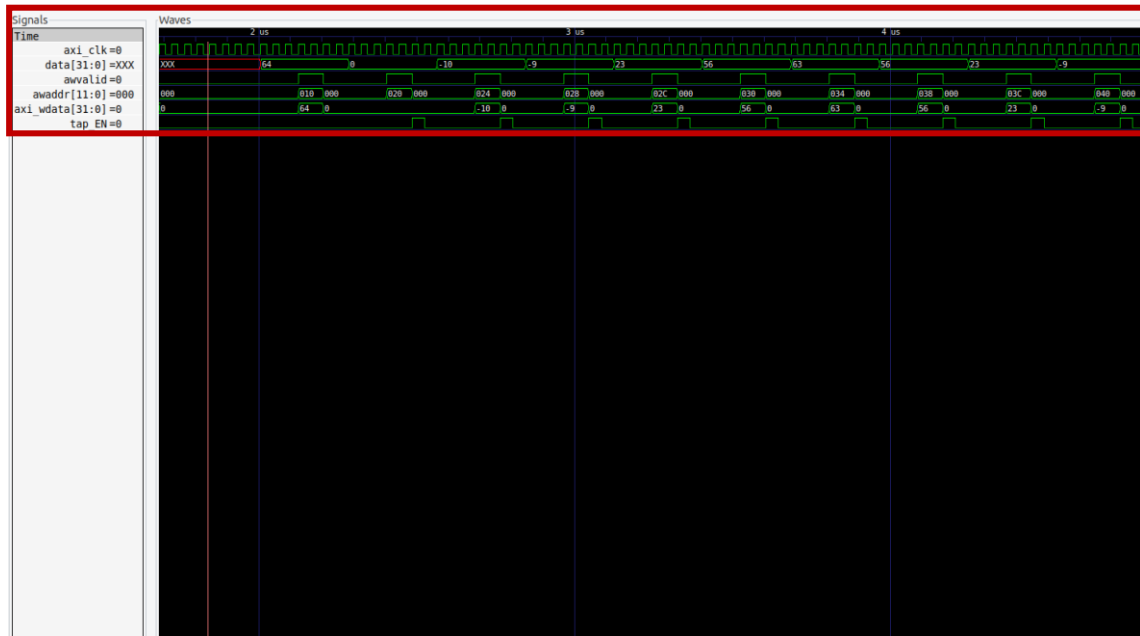 Signals Waves
Time 2 us 3 us 4 us
axi_clk=0
data[31:0]=XXX XXX 64 0 -10 -9 23 56 63 56 23 -9
awvalid=0
awaddr[11:0]=000 000 010 000 020 000 024 000 028 000 02C 000 030 000 034 000 038 000 03C 000 040 000
axi_wdata[31:0]=0 0 64 0 -10 0 -9 0 23 0 56 0 63 0 56 0 23 0 -9 0
tap_EN=0